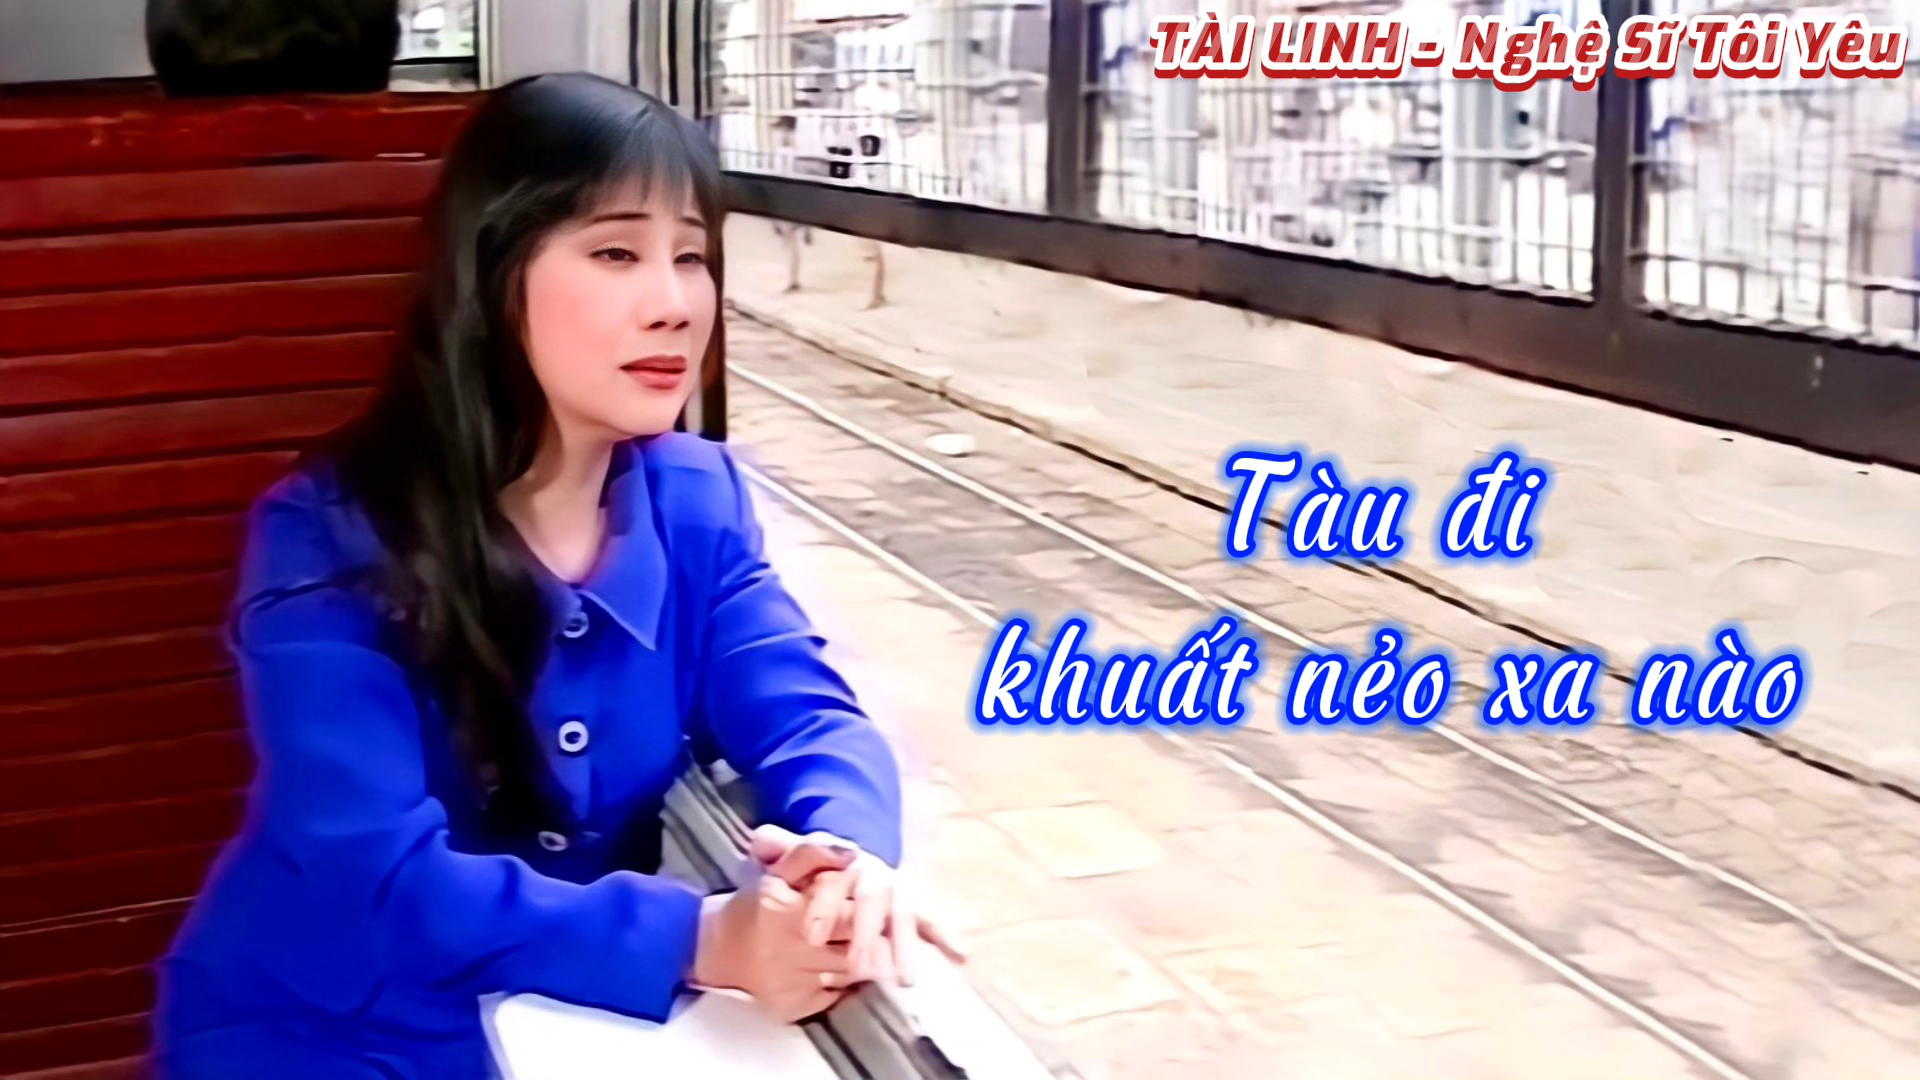 TÀI LINH - Nghệ Sĩ Tôi Yêu
Tàu đi
khuất nẻo xa nào